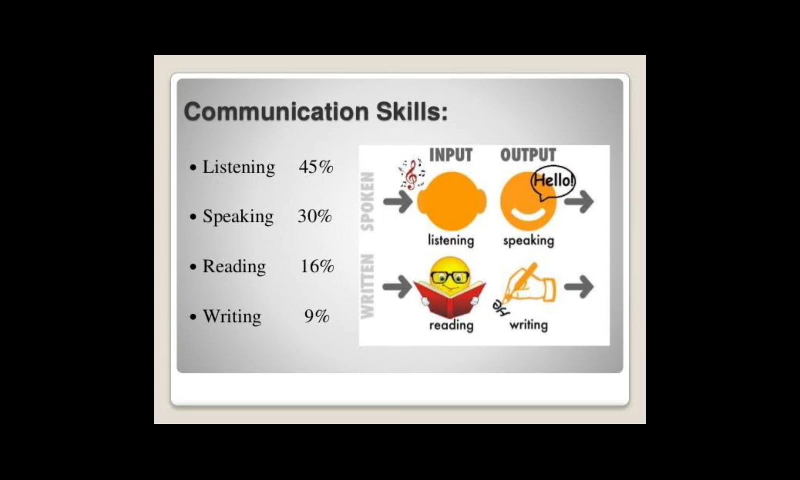 Communication Skills:
• Listening 45%
• Speaking 30%
• Reading 16%
• Writing 9%
INPUT OUTPUT
SPOKEN
Hello!
listening speaking
WRITTEN
He
reading writing